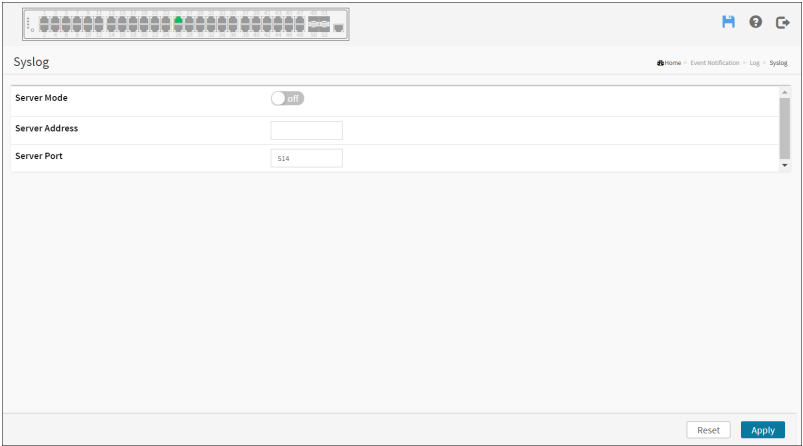 Syslog
Home > Event Notification > Log > Syslog
Server Mode
off
Server Address
Server Port
514
Reset
Apply